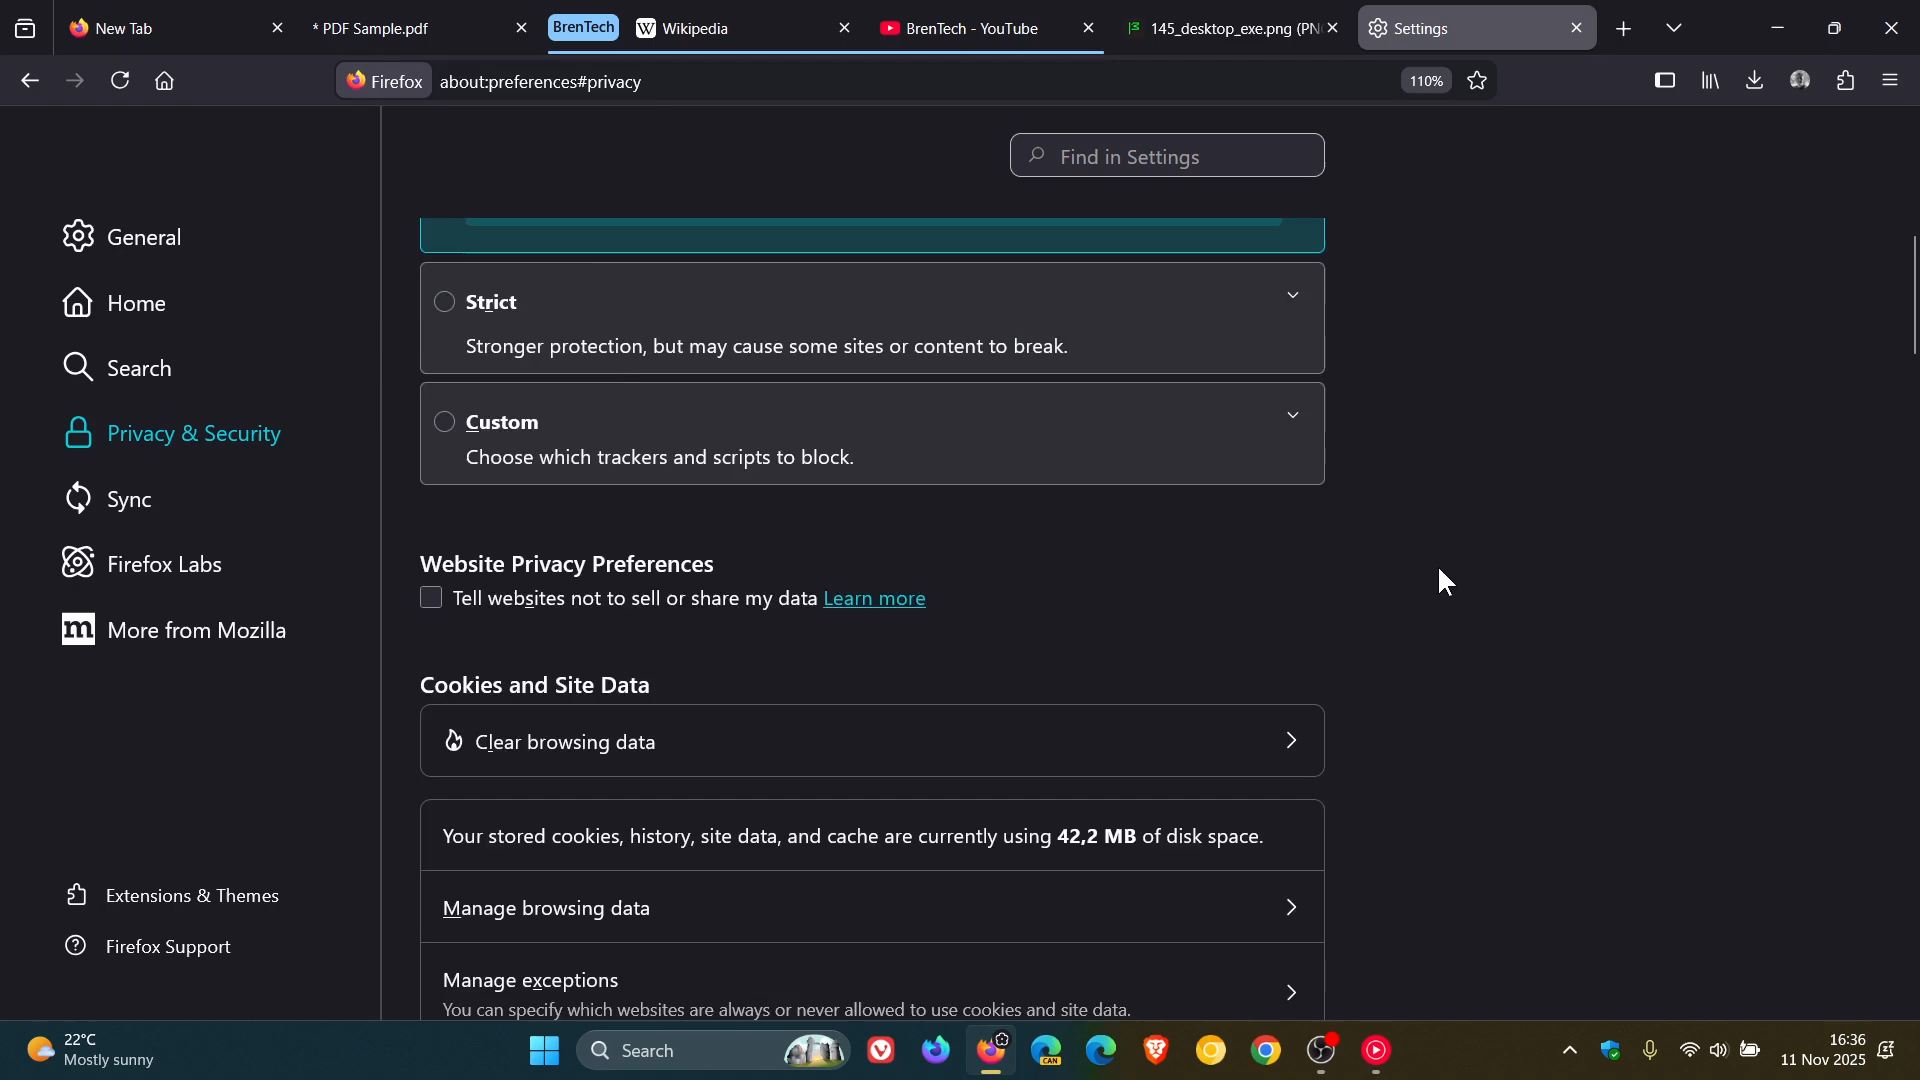 New Tab
* PDF Sample.pdf
BrenTech
Wikipedia
BrenTech - YouTube
145_desktop_exe.png (PN
Settings
Firefox
about:preferences#privacy
110%
Find in Settings
General
Home
Search
Privacy & Security
Sync
Firefox Labs
More from Mozilla
Extensions & Themes
Firefox Support
Strict
Stronger protection, but may cause some sites or content to break.
Custom
Choose which trackers and scripts to block.
Website Privacy Preferences
Tell websites not to sell or share my data Learn more
Cookies and Site Data
Clear browsing data
Your stored cookies, history, site data, and cache are currently using 42,2 MB of disk space.
Manage browsing data
Manage exceptions
You can specify which websites are always or never allowed to use cookies and site data.
22°C
Mostly sunny
Search
CAN
16:36
11 Nov 2025